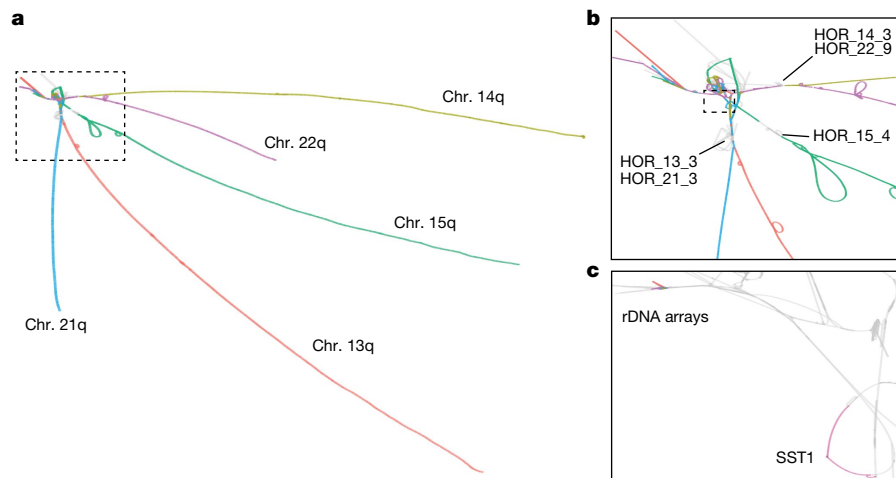 a
Chr. 14q
Chr. 22q
Chr. 15q
Chr. 21q
Chr. 13q
b
HOR_14_3
HOR_22_9
HOR_15_4
HOR_13_3
HOR_21_3
c
rDNA arrays
SST1